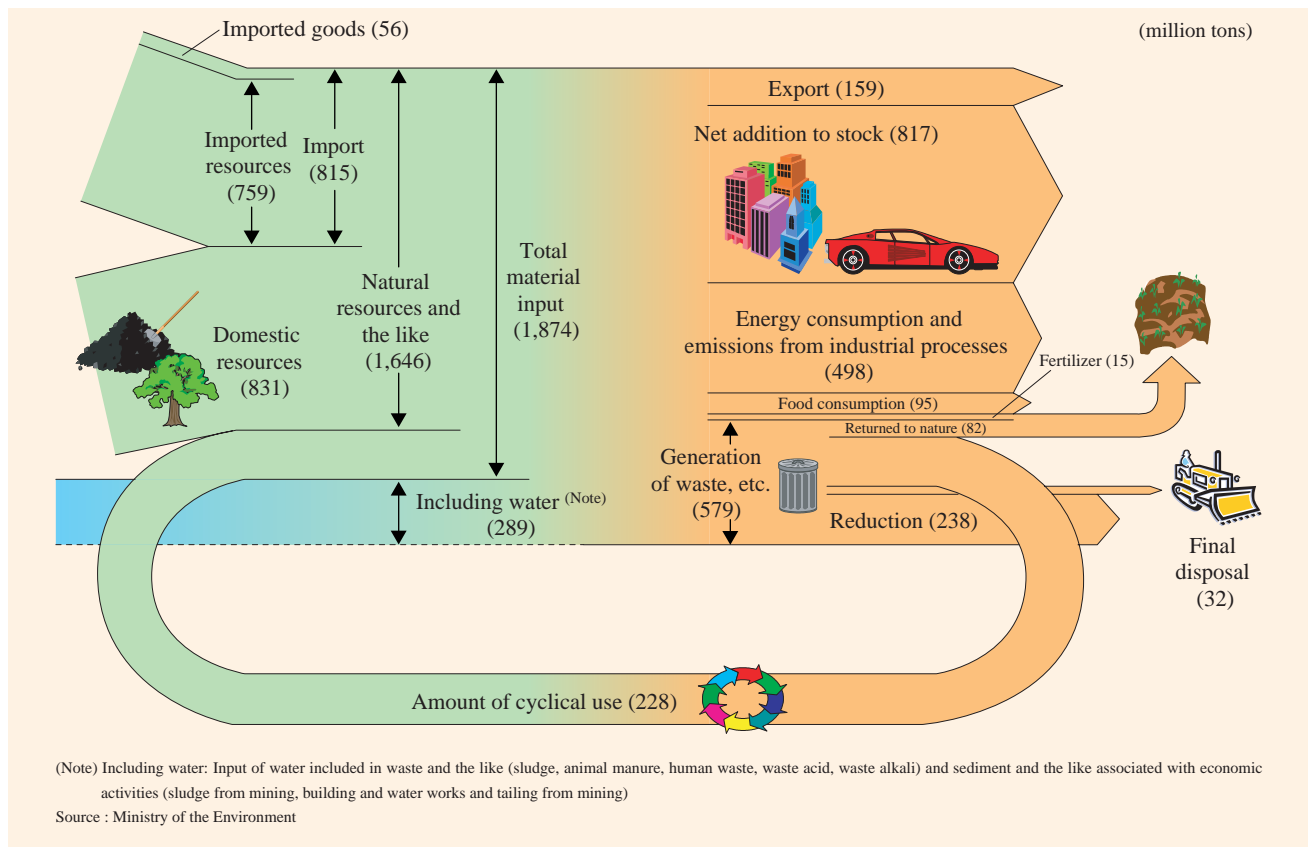 Imported goods (56)
(million tons)
Export (159)
Imported
resources
(759)
Import
(815)
Net addition to stock (817)
Total
material
input
(1,874)
Natural
resources and
the like
(1,646)
Domestic
resources
(831)
Energy consumption and
emissions from industrial processes
(498)
Fertilizer (15)
Food consumption (95)
Returned to nature (82)
Generation
of waste, etc.
(579)
Including water (Note)
(289)
Reduction (238)
Final
disposal
(32)
Amount of cyclical use (228)
(Note) Including water: Input of water included in waste and the like (sludge, animal manure, human waste, waste acid, waste alkali) and sediment and the like associated with economic
activities (sludge from mining, building and water works and tailing from mining)
Source : Ministry of the Environment